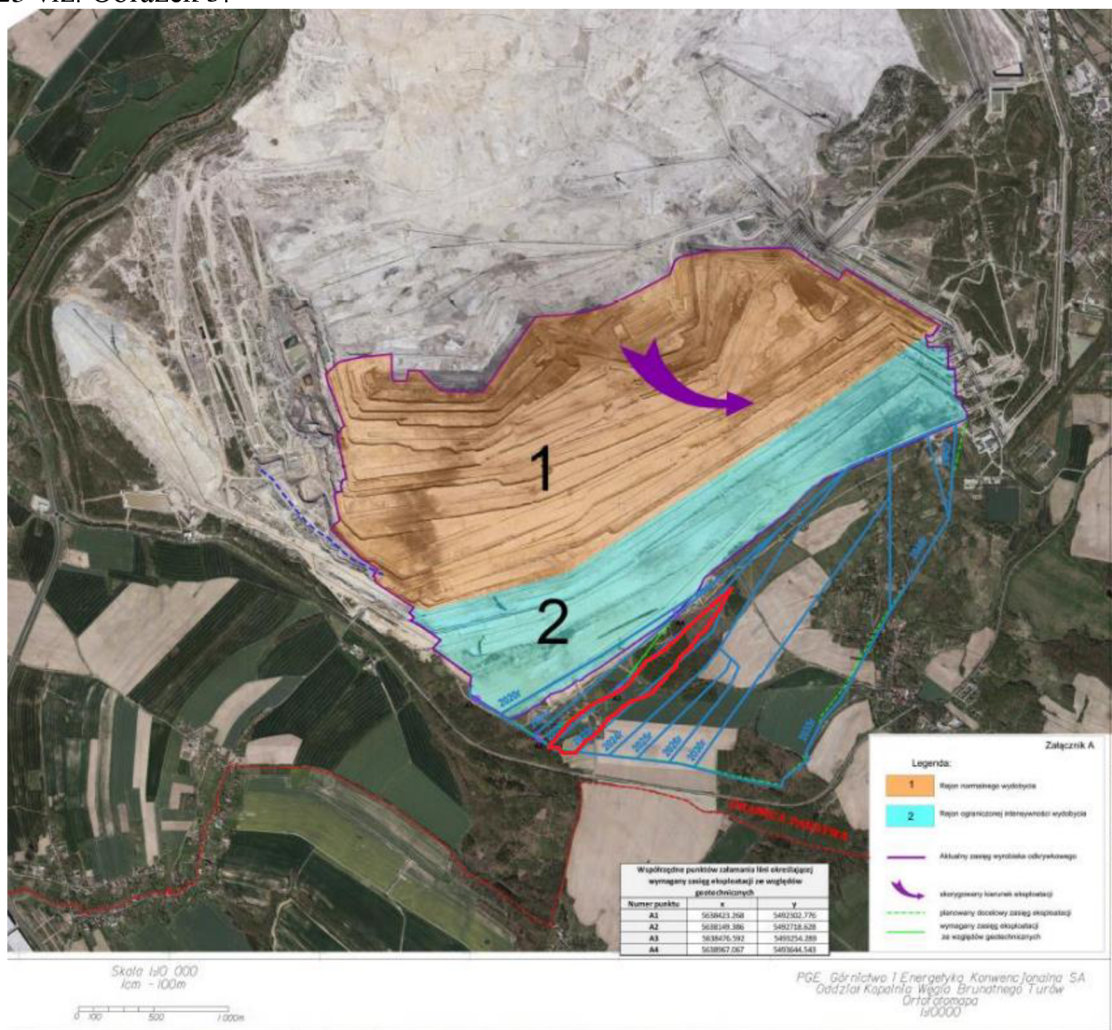 1
2
2020r
GRANICA PAŃSTWA
Załącznik A
Legenda:
1 Rejon normalnego wydobycia
2 Rejon ograniczonej intensywności wydobycia
Aktualny zasięg wyrobiska odkrywkowego
skorygowany kierunek eksploatacji
planowany docelowy zasięg eksploatacji
wymagany zasięg eksploatacji
ze względów geotechnicznych
Współrzędne punktów załamania linii określającej
wymagany zasięg eksploatacji ze względów
geotechnicznych
Numer punktu x y
A1 5638423.268 5492302.776
A2 5638149.386 5492718.628
A3 5638476.592 5493254.289
A4 5638967.067 5493644.543
Skala 1:10 000
1cm - 100m
0 100 500 1000m
PGE Górnictwo i Energetyka Konwencjonalna SA
Oddział Kopalnia Węgla Brunatnego Turów
Ortofotomapa
1:10000